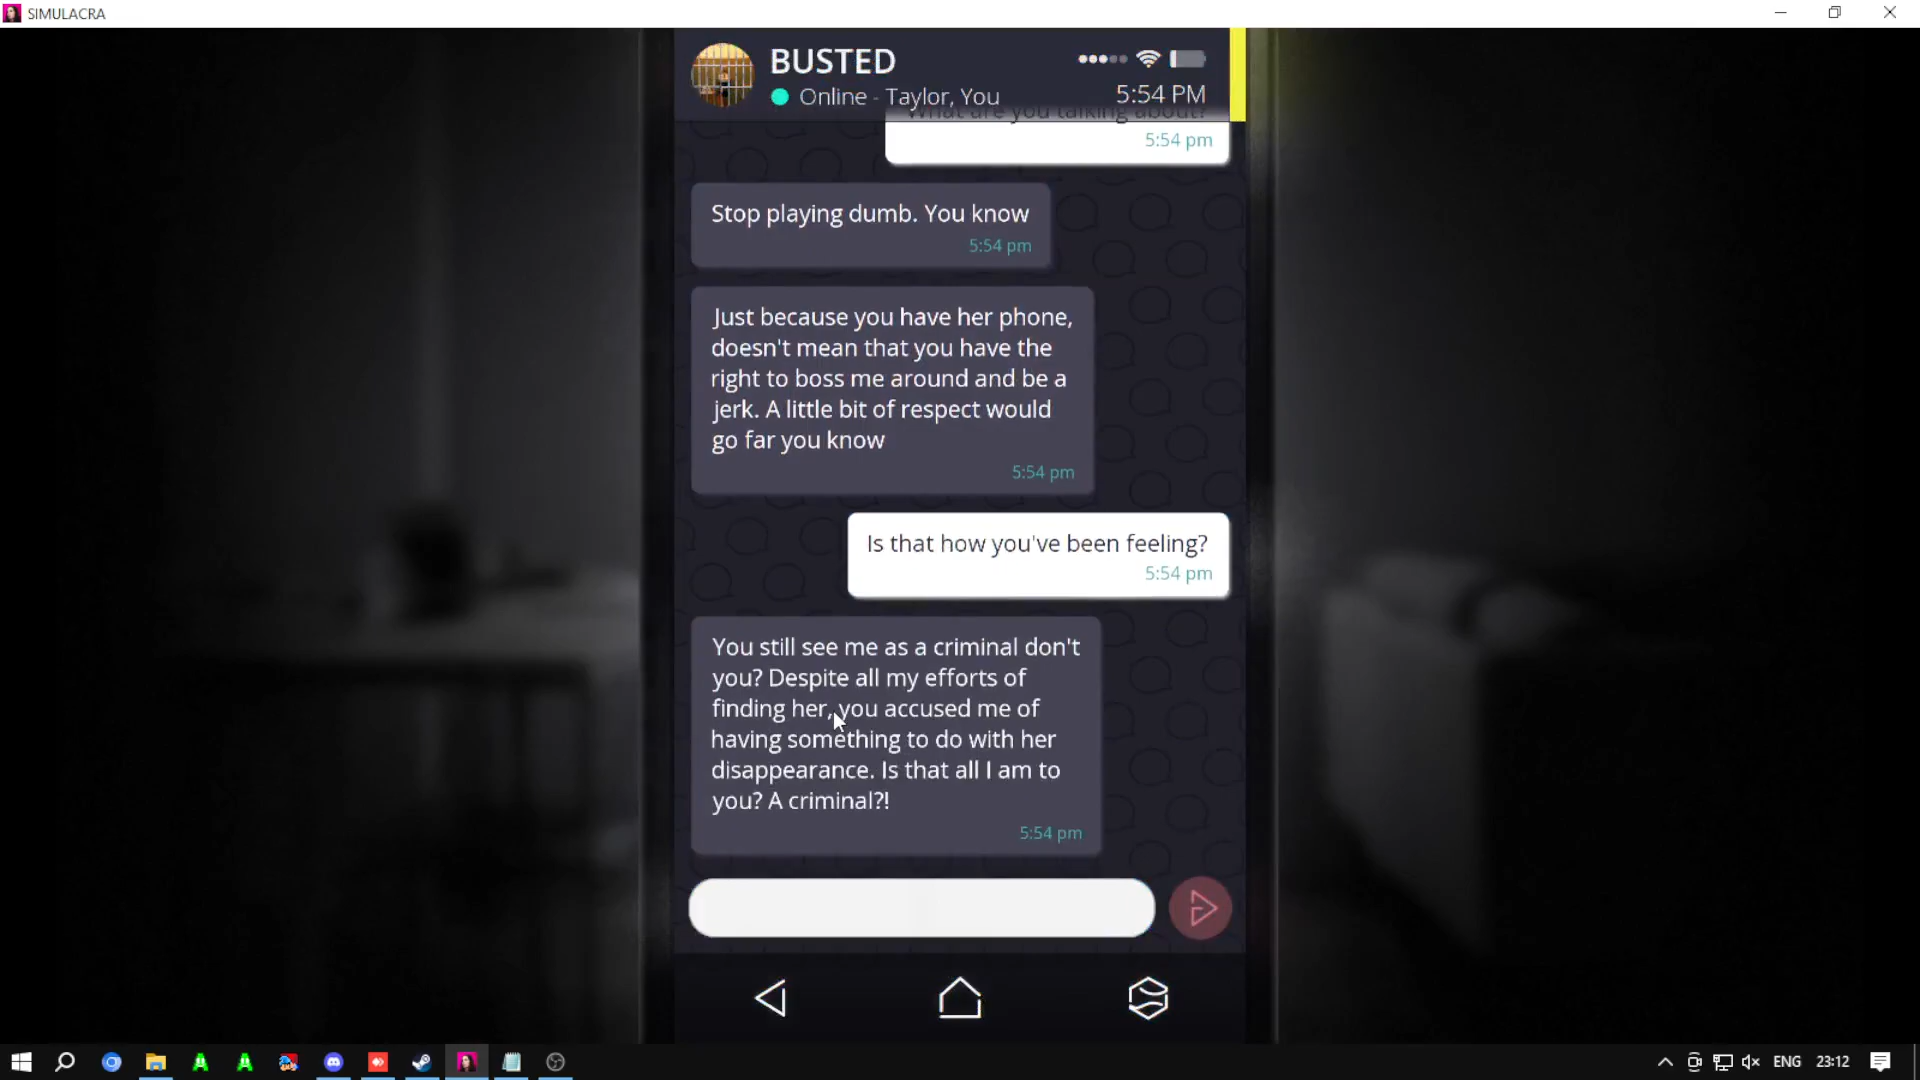 SIMULACRA
BUSTED
Online - Taylor, You
5:54 PM
What are you talking about?
5:54 pm
Stop playing dumb. You know
5:54 pm
Just because you have her phone,
doesn't mean that you have the
right to boss me around and be a
jerk. A little bit of respect would
go far you know
5:54 pm
Is that how you've been feeling?
5:54 pm
You still see me as a criminal don't
you? Despite all my efforts of
finding her, you accused me of
having something to do with her
disappearance. Is that all I am to
you? A criminal?!
5:54 pm
ENG
23:12